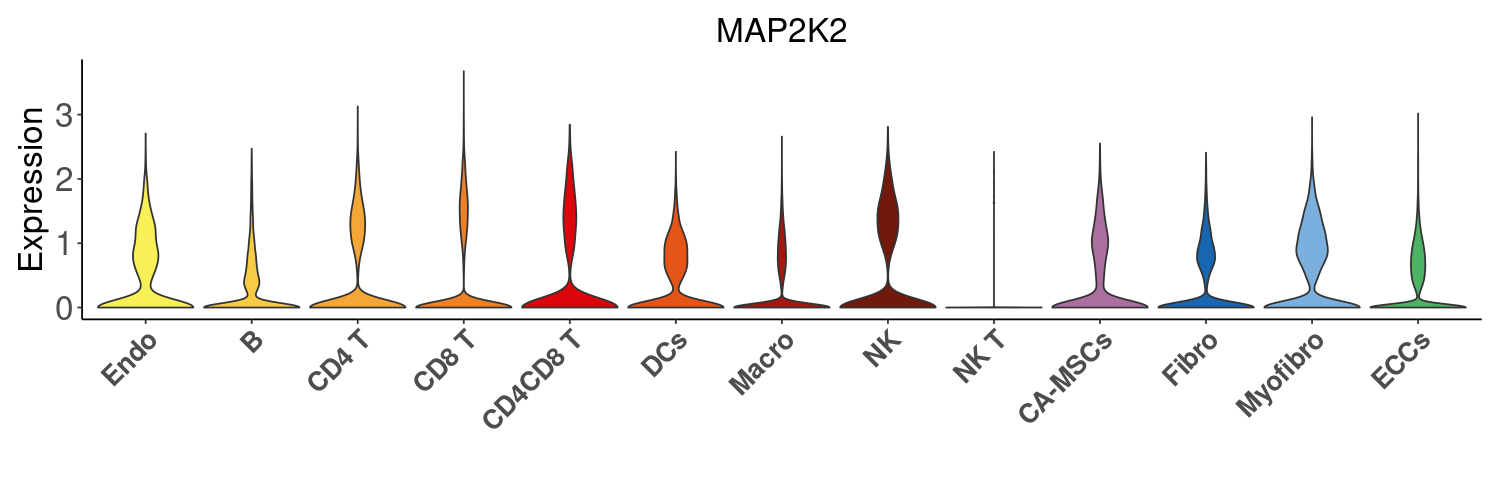 MAP2K2
Expression
3
2
1
0
Endo
B
CD4 T
CD8 T
CD4CD8 T
DCs
Macro
NK
NK T
CA-MSCs
Fibro
Myofibro
ECCs